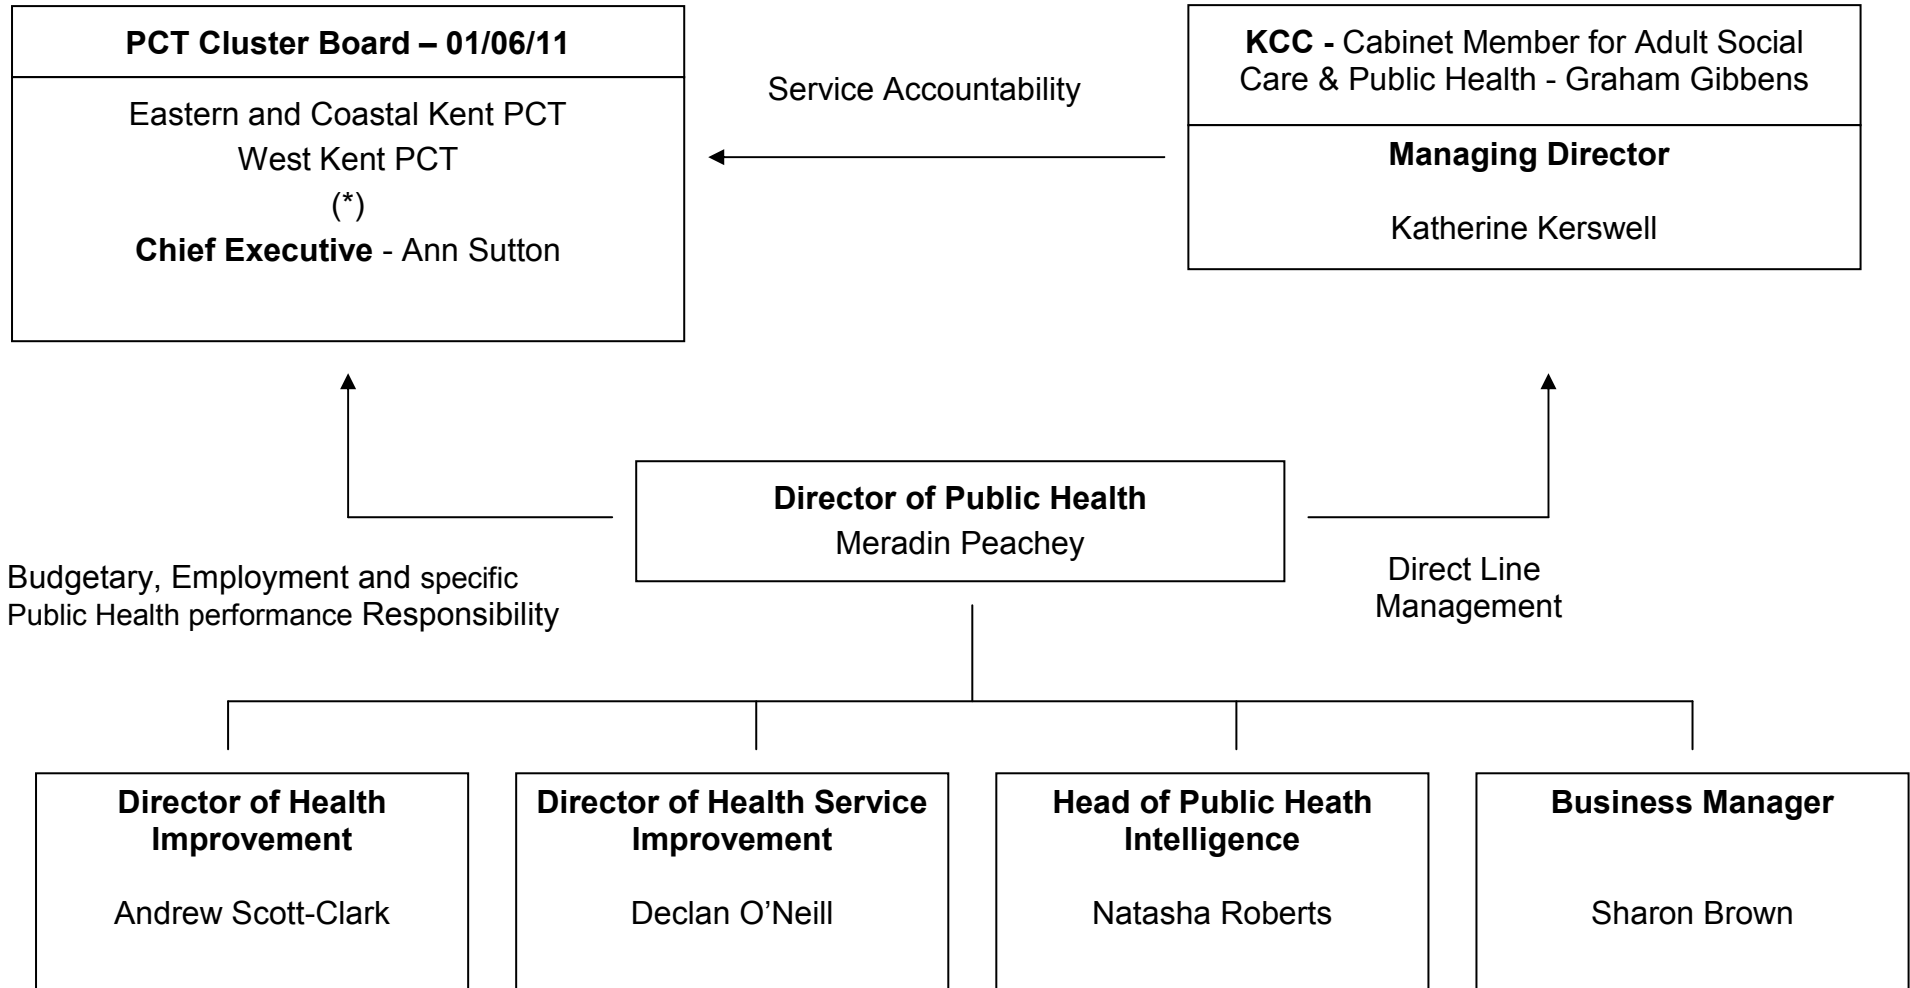 PCT Cluster Board – 01/06/11
Eastern and Coastal Kent PCT
West Kent PCT
(*)
Chief Executive - Ann Sutton
Service Accountability
KCC - Cabinet Member for Adult Social
Care & Public Health - Graham Gibbens
Managing Director
Katherine Kerswell
Director of Public Health
Meradin Peachey
Budgetary, Employment and specific
Public Health performance Responsibility
Direct Line
Management
Director of Health
Improvement
Andrew Scott-Clark
Director of Health Service
Improvement
Declan O’Neill
Head of Public Heath
Intelligence
Natasha Roberts
Business Manager
Sharon Brown